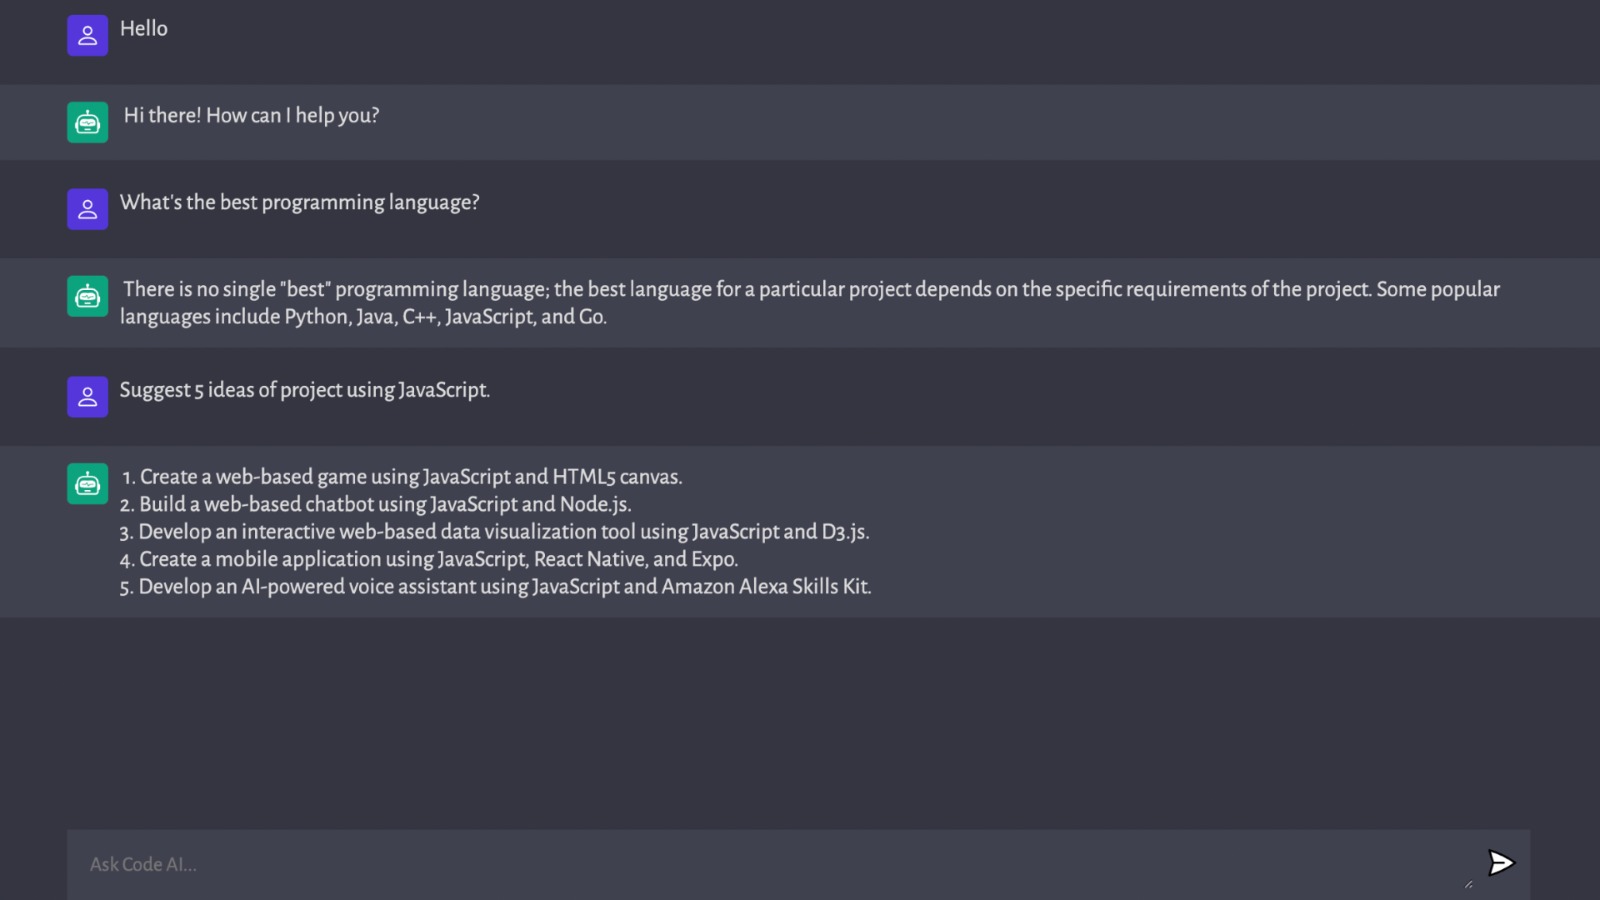 Hello
Hi there! How can I help you?
What's the best programming language?
There is no single "best" programming language; the best language for a particular project depends on the specific requirements of the project. Some popular
languages include Python, Java, C++, JavaScript, and Go.
Suggest 5 ideas of project using JavaScript.
1. Create a web-based game using JavaScript and HTML5 canvas.
2. Build a web-based chatbot using JavaScript and Node.js.
3. Develop an interactive web-based data visualization tool using JavaScript and D3.js.
4. Create a mobile application using JavaScript, React Native, and Expo.
5. Develop an AI-powered voice assistant using JavaScript and Amazon Alexa Skills Kit.
Ask Code AI...